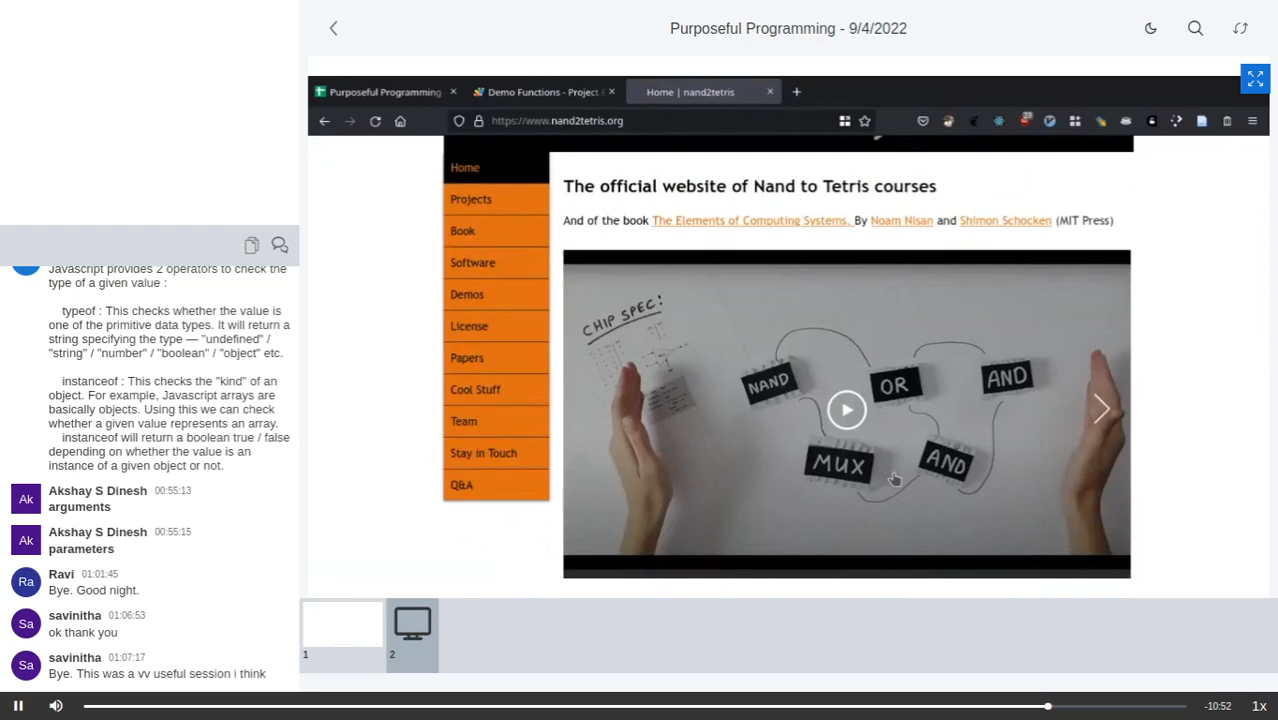 Purposeful Programming - 9/4/2022
Purposeful Programming
Demo Functions - Project
Home | nand2tetris
https://www.nand2tetris.org
Home
Projects
Book
Software
Demos
License
Papers
Cool Stuff
Team
Stay in Touch
Q&A
The official website of Nand to Tetris courses
And of the book The Elements of Computing Systems, By Noam Nisan and Shimon Schocken (MIT Press)
CHIP SPEC:
NAND
OR
AND
MUX
AND
Javascript provides 2 operators to check the
type of a given value :
typeof : This checks whether the value is
one of the primitive data types. It will return a
string specifying the type — "undefined" /
"string" / "number" / "boolean" / "object" etc.
instanceof : This checks the "kind" of an
object. For example, Javascript arrays are
basically objects. Using this we can check
whether a given value represents an array.
instanceof will return a boolean true / false
depending on whether the value is an
instance of a given object or not.
Ak
Akshay S Dinesh 00:55:13
arguments
Ak
Akshay S Dinesh 00:55:15
parameters
Ra
Ravi 01:01:45
Bye. Good night.
Sa
savinitha 01:06:53
ok thank you
Sa
savinitha 01:07:17
Bye. This was a vv useful session i think
1
2
-10:52
1x